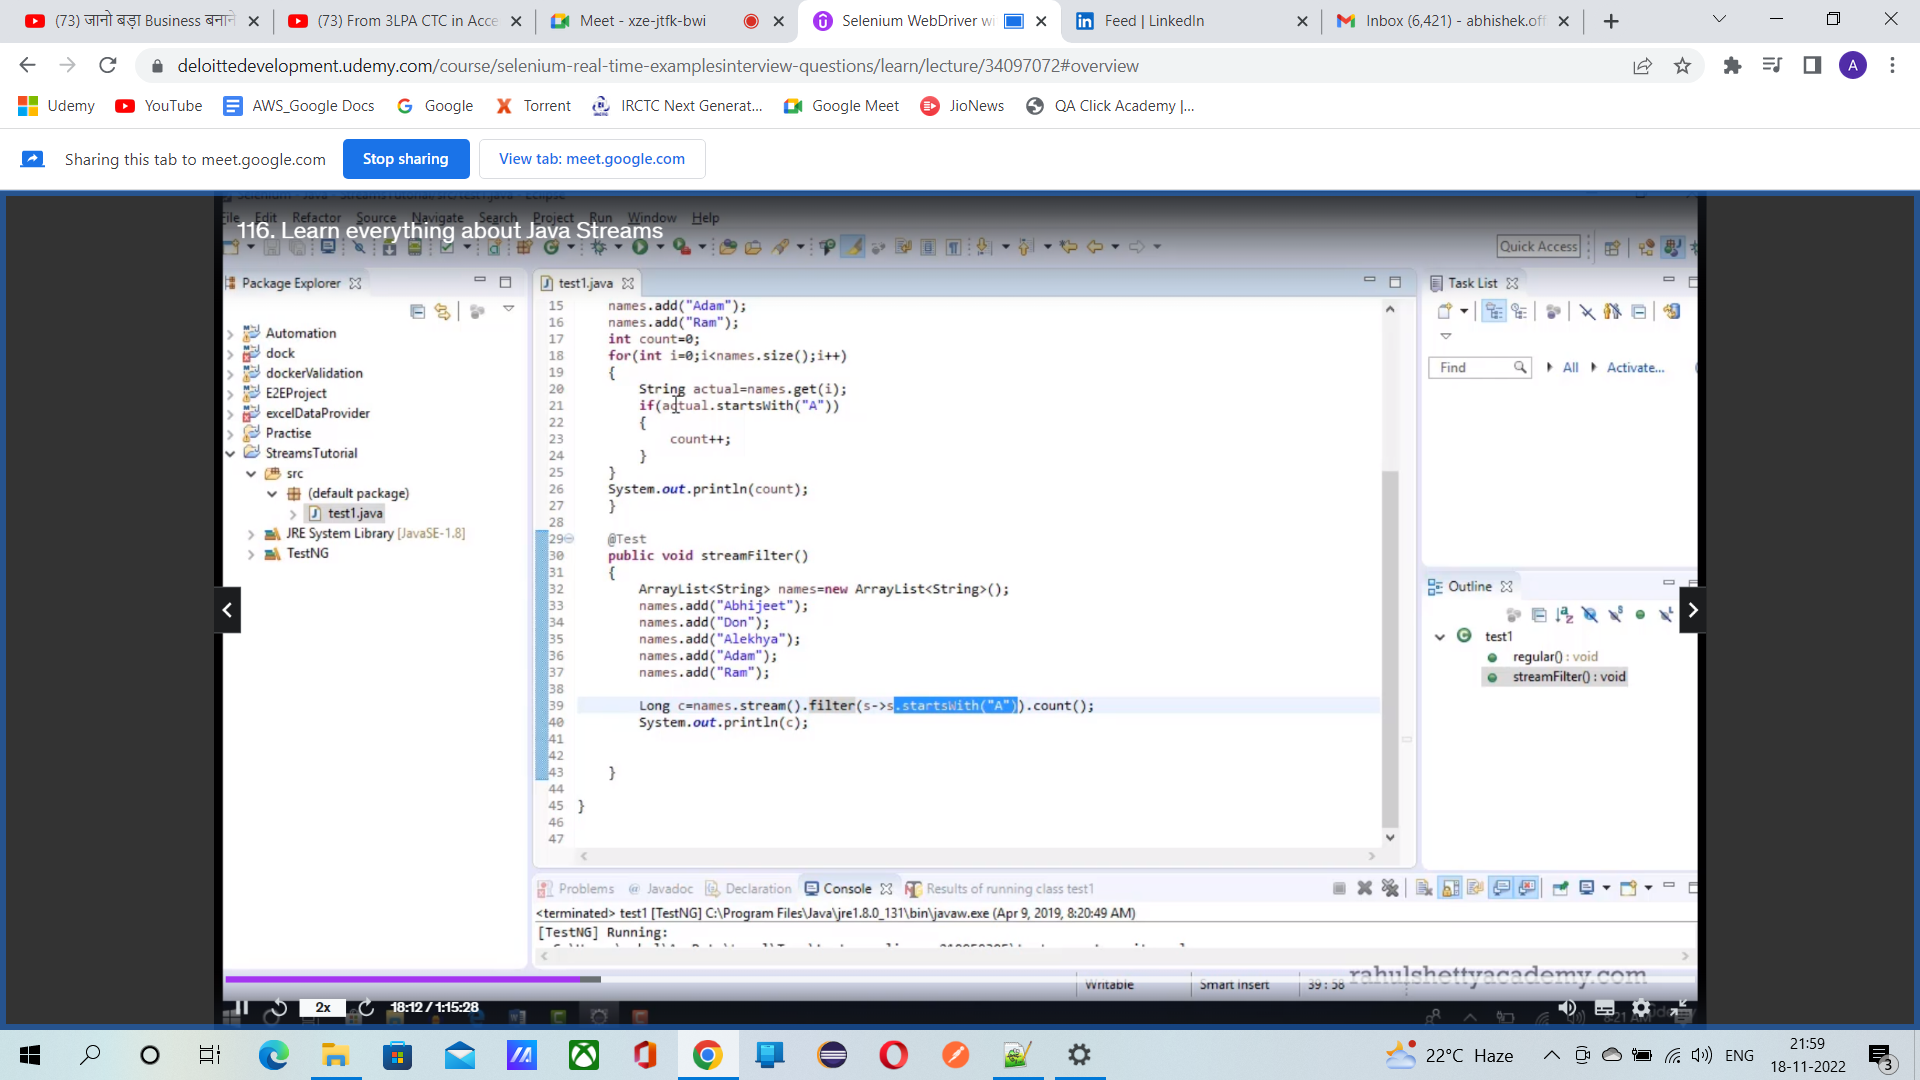 (73) जानो बड़ा Business बनाने
(73) From 3LPA CTC in Acce
Meet - xze-jtfk-bwi
Selenium WebDriver wi
Feed | LinkedIn
Inbox (6,421) - abhishek.off
deloittedevelopment.udemy.com/course/selenium-real-time-examplesinterview-questions/learn/lecture/34097072#overview
A
Udemy
YouTube
AWS_Google Docs
Google
Torrent
IRCTC Next Generat...
Google Meet
JioNews
QA Click Academy |...
Sharing this tab to meet.google.com
Stop sharing
View tab: meet.google.com
File Edit Refactor Source Navigate Search Project Run Window Help
116. Learn everything about Java Streams
Quick Access
Package Explorer
test1.java
Task List
Automation
dock
dockerValidation
E2EProject
excelDataProvider
Practise
StreamsTutorial
src
(default package)
test1.java
JRE System Library [JavaSE-1.8]
TestNG
15 names.add("Adam");
16 names.add("Ram");
17 int count=0;
18 for(int i=0;i<names.size();i++)
19 {
20 String actual=names.get(i);
21 if(actual.startsWith("A"))
22 {
23 count++;
24 }
25 }
26 System.out.println(count);
27 }
28
29 @Test
30 public void streamFilter()
31 {
32 ArrayList<String> names=new ArrayList<String>();
33 names.add("Abhijeet");
34 names.add("Don");
35 names.add("Alekhya");
36 names.add("Adam");
37 names.add("Ram");
38
39 Long c=names.stream().filter(s->s.startsWith("A")).count();
40 System.out.println(c);
41
42
43 }
44
45 }
46
47
Find
All
Activate...
Outline
test1
regular() : void
streamFilter() : void
Problems
@ Javadoc
Declaration
Console
Results of running class test1
<terminated> test1 [TestNG] C:\Program Files\Java\jre1.8.0_131\bin\javaw.exe (Apr 9, 2019, 8:20:49 AM)
[TestNG] Running:
Writable
Smart Insert
39 : 58
rahulshettyacademy.com
2x
18:12 / 1:15:28
22°C Haze
ENG
21:59
18-11-2022
3